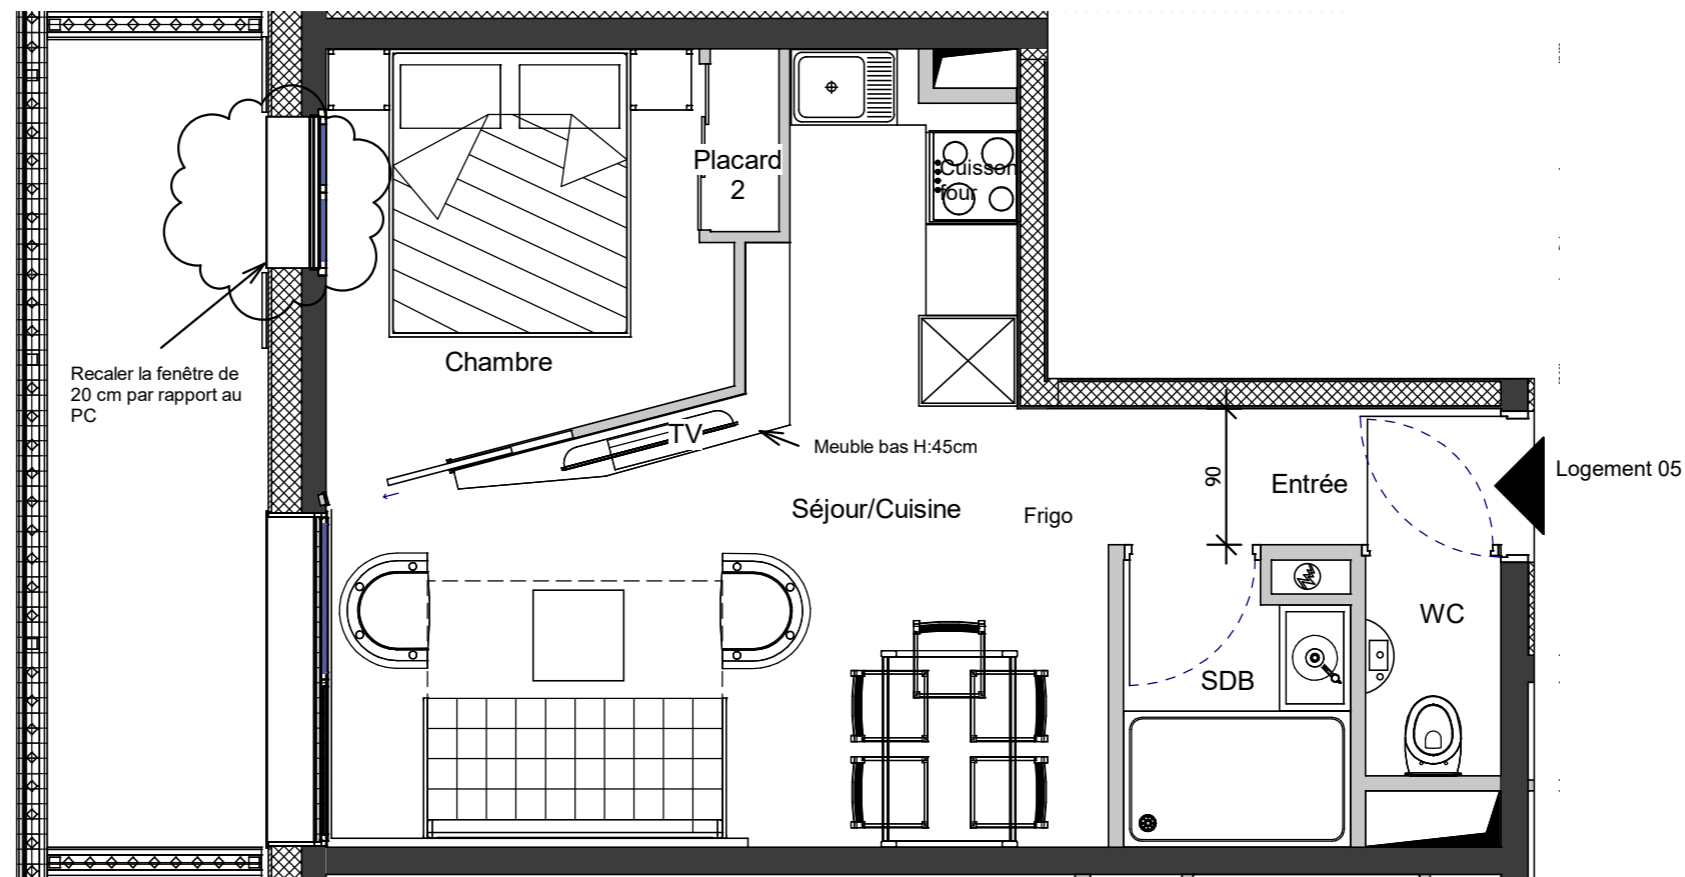 Placard
2
Cuisson
four
Chambre
Recaler la fenêtre de
20 cm par rapport au
PC
TV
Meuble bas H:45cm
Séjour/Cuisine
Frigo
90
Entrée
Logement 05
WC
SDB